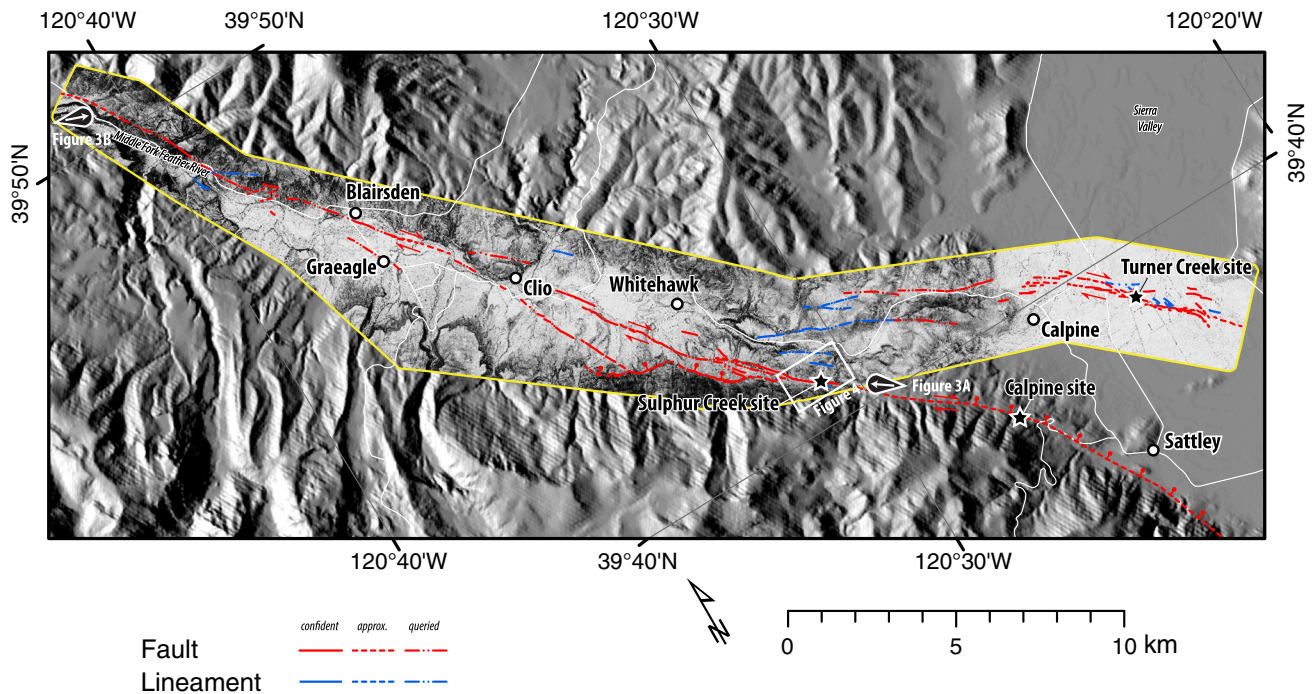 120°40'W
39°50'N
120°30'W
120°20'W
Sierra
Valley
39°40'N
Figure 3B
Middle Fork Feather River
39°50'N
Blairsden
Graeagle
Clio
Whitehawk
Turner Creek site
Calpine
Sulphur Creek site
Figure 4
Figure 3A
Calpine site
Sattley
120°40'W
39°40'N
120°30'W
N
0 5 10 km
confident approx. queried
Fault
Lineament